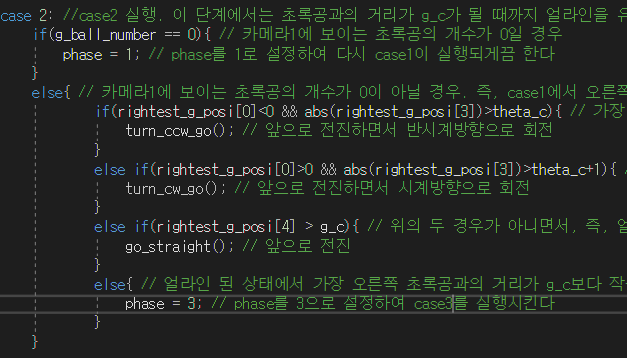 case 2: //case2 실행. 이 단계에서는 초록공과의 거리가 g_c가 될 때까지 얼라인을 유
if(g_ball_number == 0){ // 카메라1에 보이는 초록공의 개수가 0일 경우
phase = 1; // phase를 1로 설정하여 다시 case1이 실행되게끔 한다
}
else{ // 카메라1에 보이는 초록공의 개수가 0이 아닐 경우. 즉, case1에서 오른쪽
if(rightest_g_posi[0]<0 && abs(rightest_g_posi[3])>theta_c){ // 가장
turn_ccw_go(); // 앞으로 전진하면서 반시계방향으로 회전
}
else if(rightest_g_posi[0]>0 && abs(rightest_g_posi[3])>theta_c+1){ /
turn_cw_go(); // 앞으로 전진하면서 시계방향으로 회전
}
else if(rightest_g_posi[4] > g_c){ // 위의 두 경우가 아니면서, 즉, 얼
go_straight(); // 앞으로 전진
}
else{ // 얼라인 된 상태에서 가장 오른쪽 초록공과의 거리가 g_c보다 작
phase = 3; // phase를 3으로 설정하여 case3를 실행시킨다
}
}